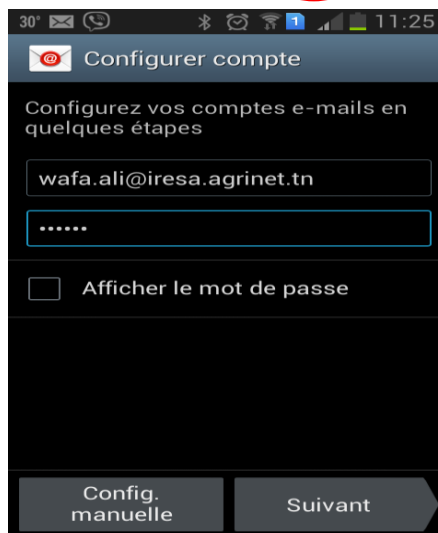 30° 1 11:25
@ Configurer compte
Configurez vos comptes e-mails en
quelques étapes
wafa.ali@iresa.agrinet.tn
••••••
Afficher le mot de passe
Config.
manuelle
Suivant